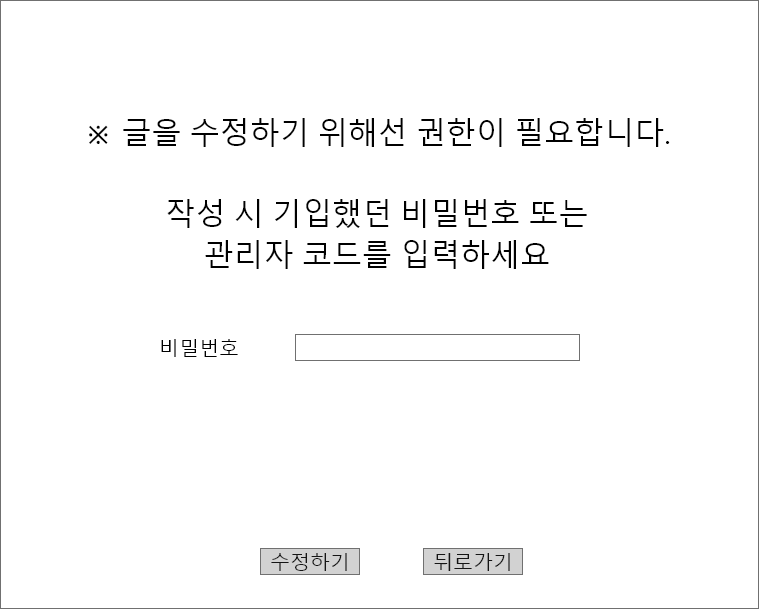 ※ 글을 수정하기 위해선 권한이 필요합니다.
작성 시 기입했던 비밀번호 또는
관리자 코드를 입력하세요
비밀번호
수정하기 뒤로가기